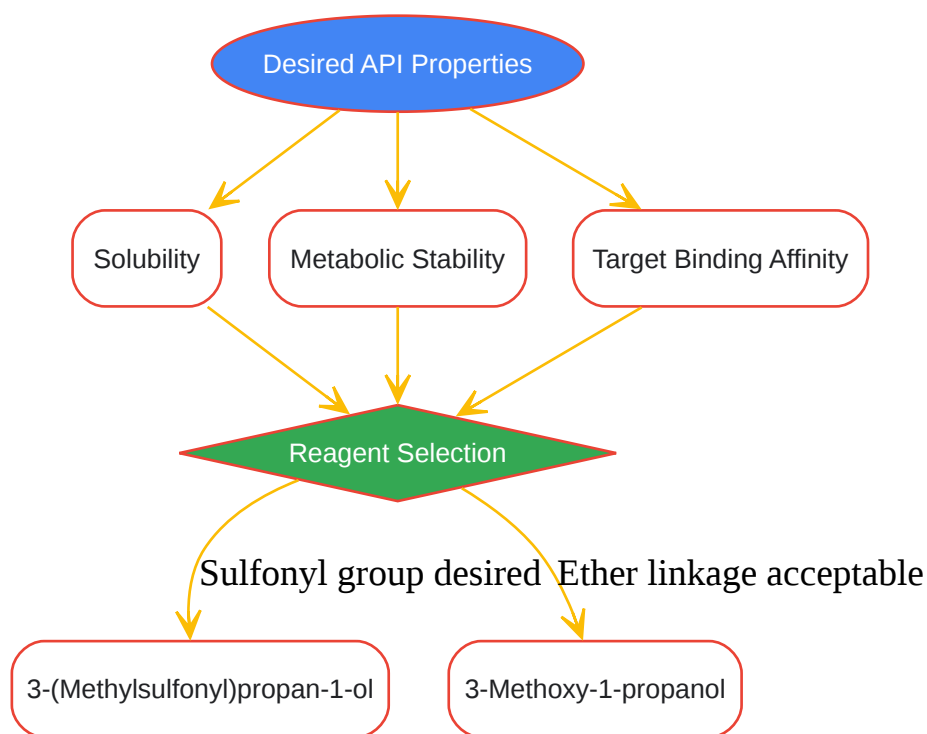 Desired API Properties
Solubility
Metabolic Stability
Target Binding Affinity
Reagent Selection
Sulfonyl group desired
Ether linkage acceptable
3-(Methylsulfonyl)propan-1-ol
3-Methoxy-1-propanol